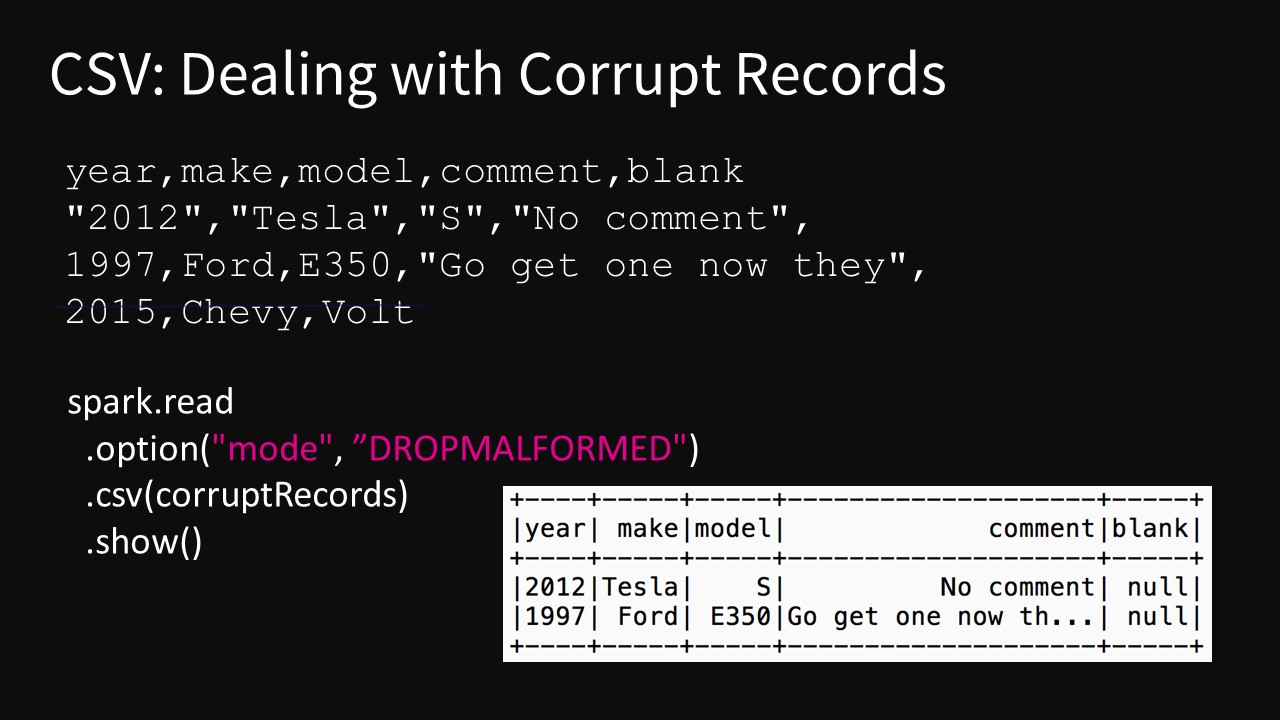 CSV: Dealing with Corrupt Records
year,make,model,comment,blank
"2012","Tesla","S","No comment",
1997,Ford,E350,"Go get one now they",
2015,Chevy,Volt
spark.read
.option("mode", ”DROPMALFORMED")
.csv(corruptRecords)
.show()
+----+-----+-----+--------------------+-----+
|year| make|model|             comment|blank|
+----+-----+-----+--------------------+-----+
|2012|Tesla|    S|          No comment| null|
|1997| Ford| E350|Go get one now th...| null|
+----+-----+-----+--------------------+-----+